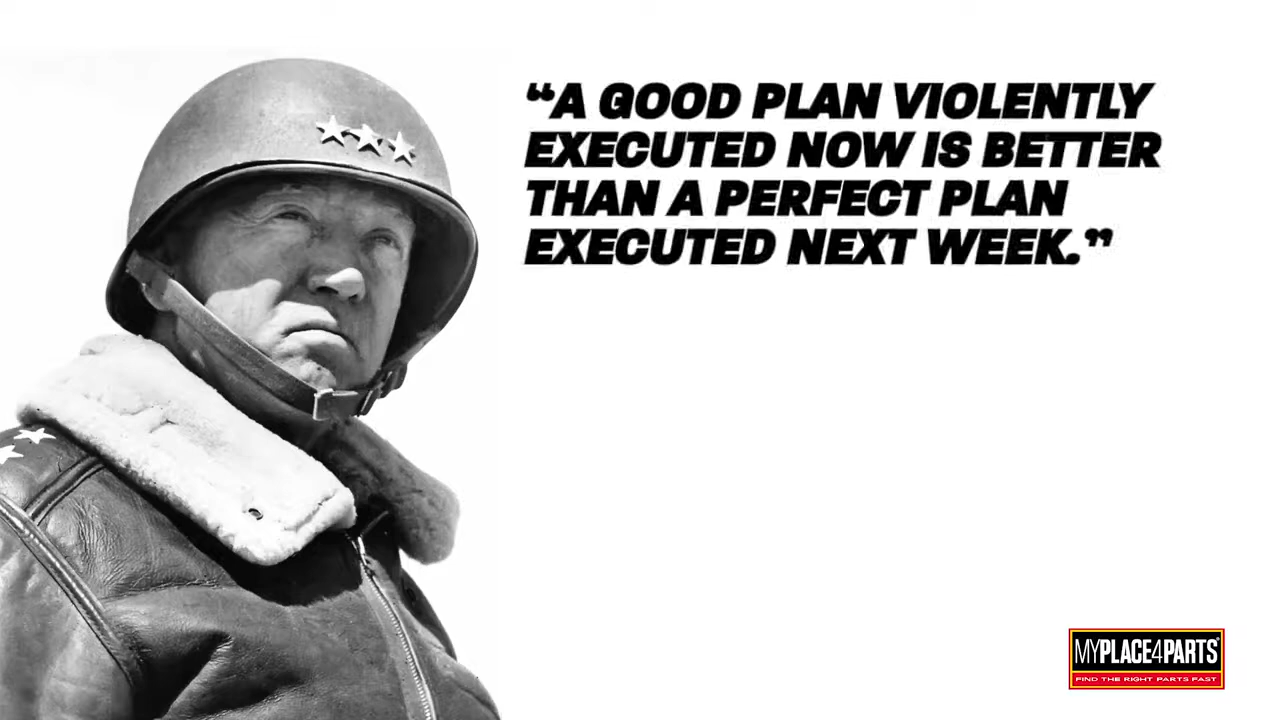 “A GOOD PLAN VIOLENTLY
EXECUTED NOW IS BETTER
THAN A PERFECT PLAN
EXECUTED NEXT WEEK.”
MYPLACE4PARTS
FIND THE RIGHT PARTS FAST